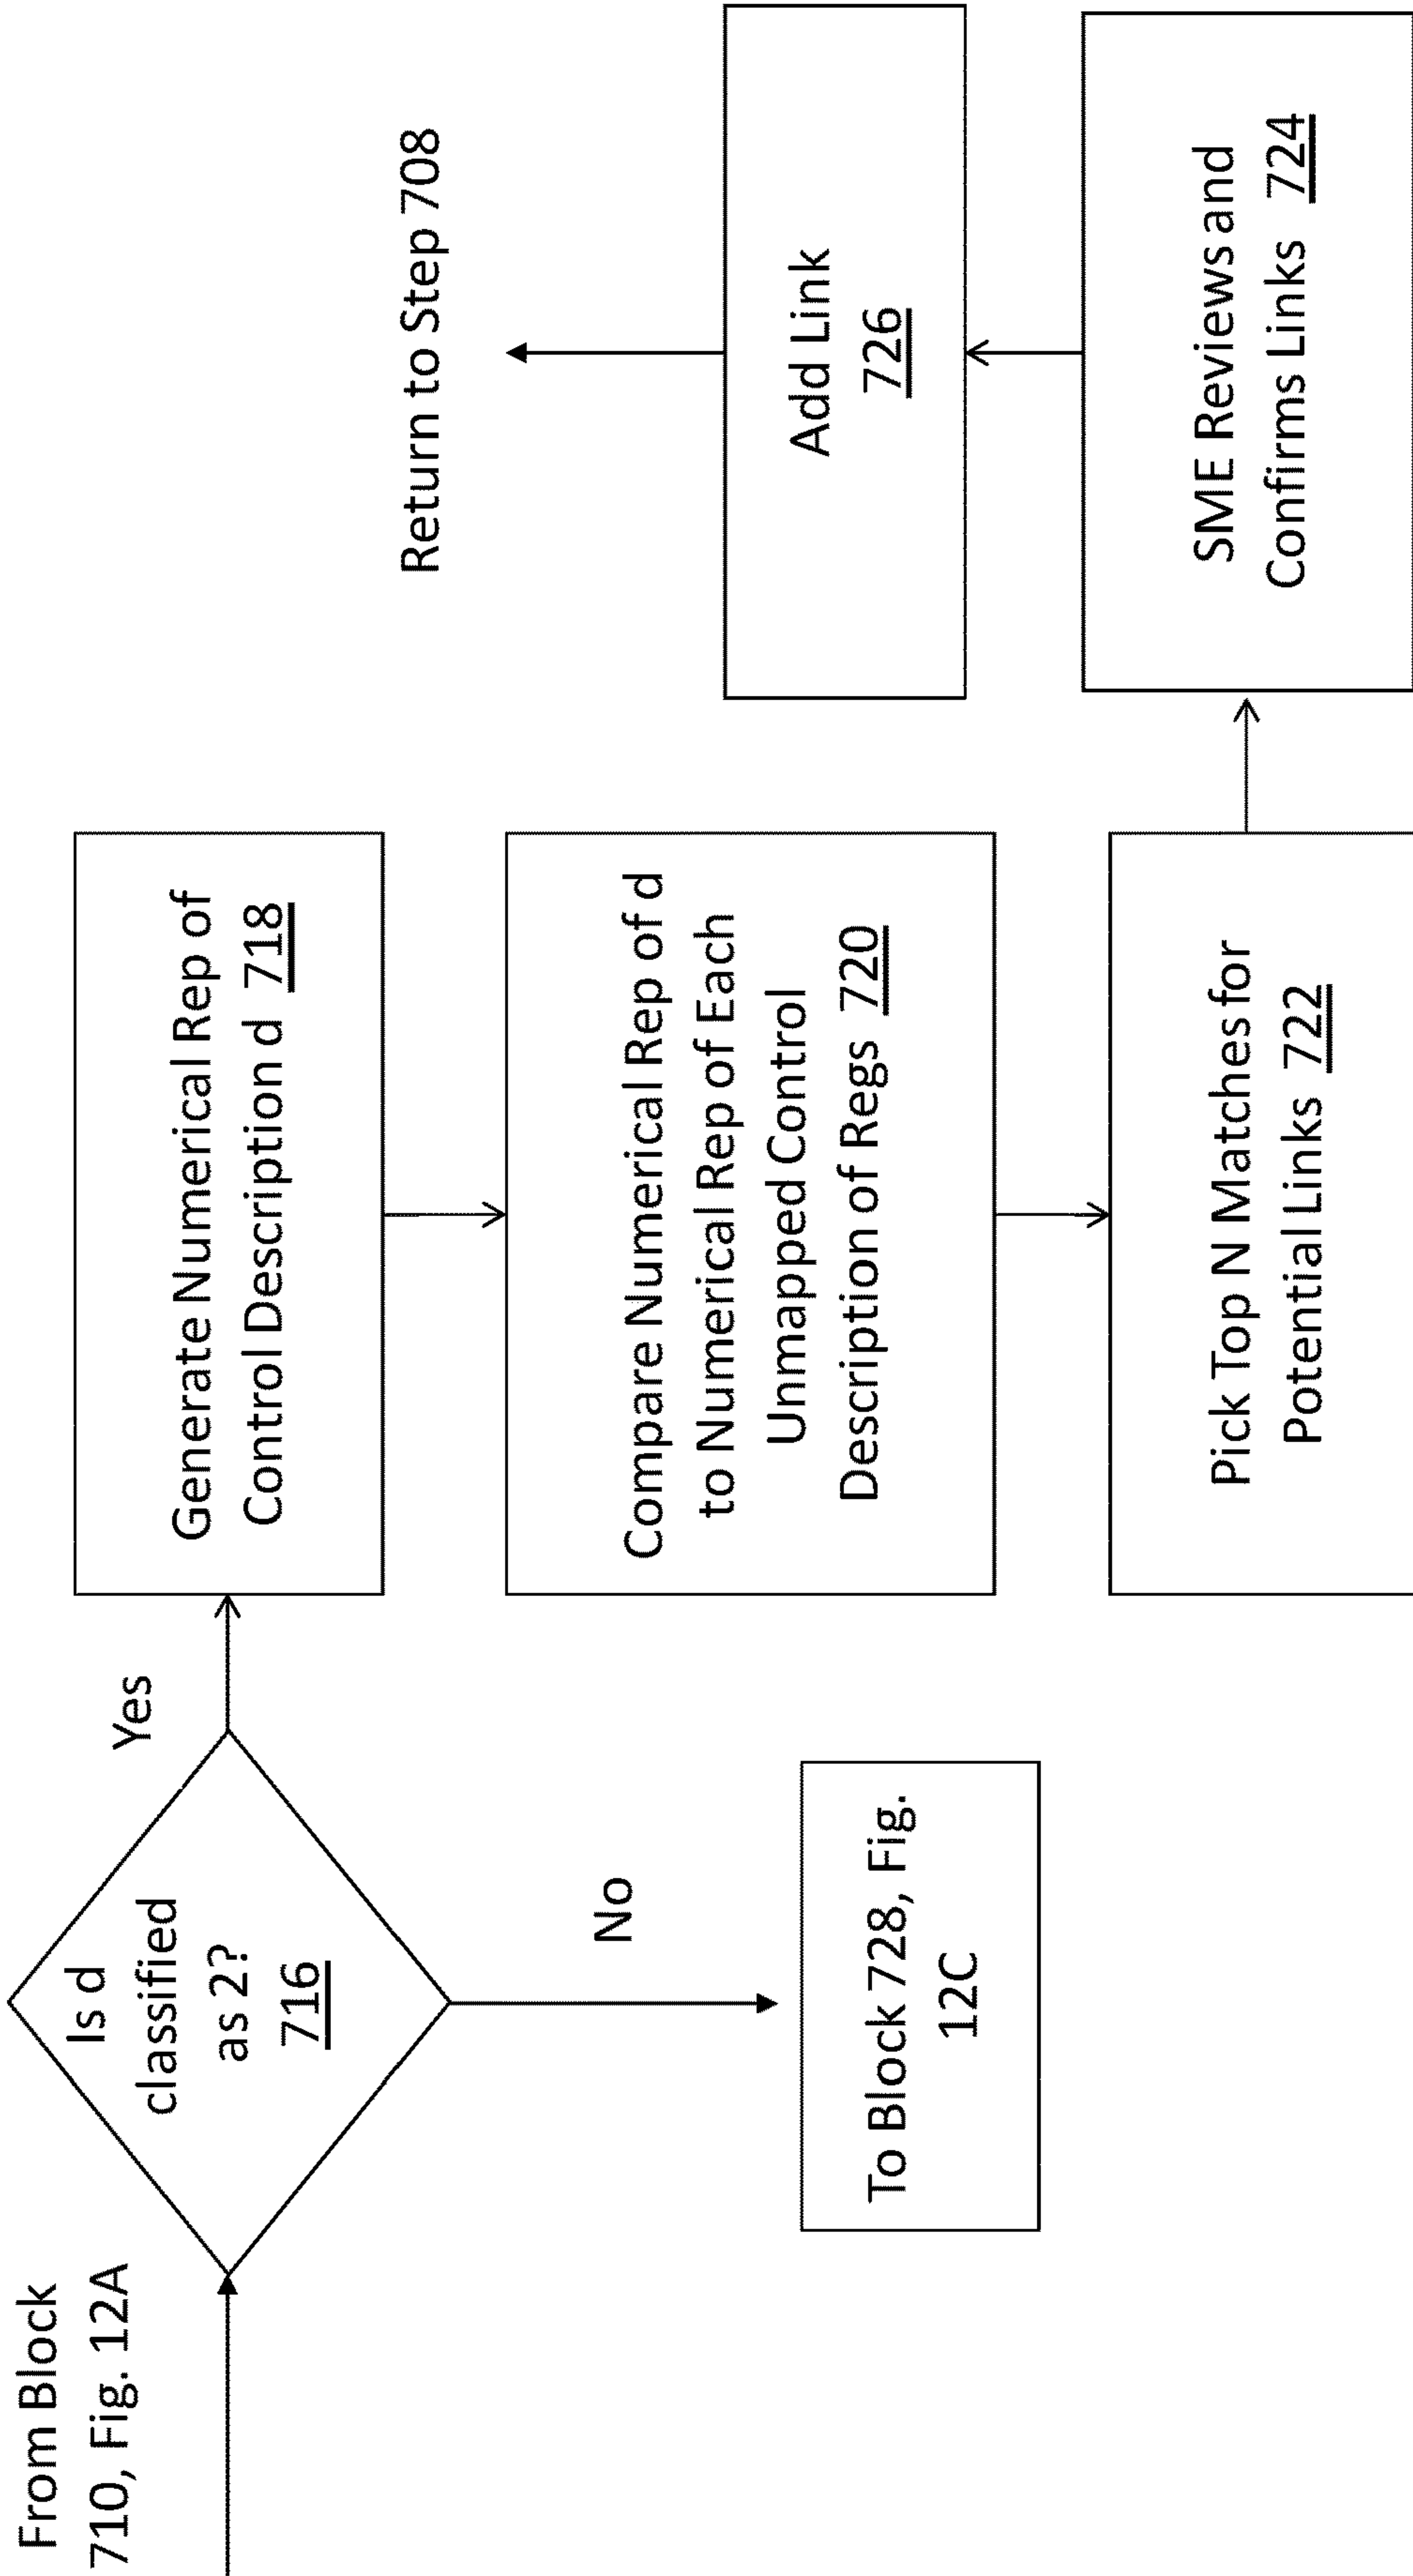 From Block
710, Fig. 12A
Is d
classified
as 2?
716
Yes
No
To Block 728, Fig.
12C
Generate Numerical Rep of
Control Description d 718
Compare Numerical Rep of d
to Numerical Rep of Each
Unmapped Control
Description of Regs 720
Pick Top N Matches for
Potential Links 722
SME Reviews and
Confirms Links 724
Add Link
726
Return to Step 708